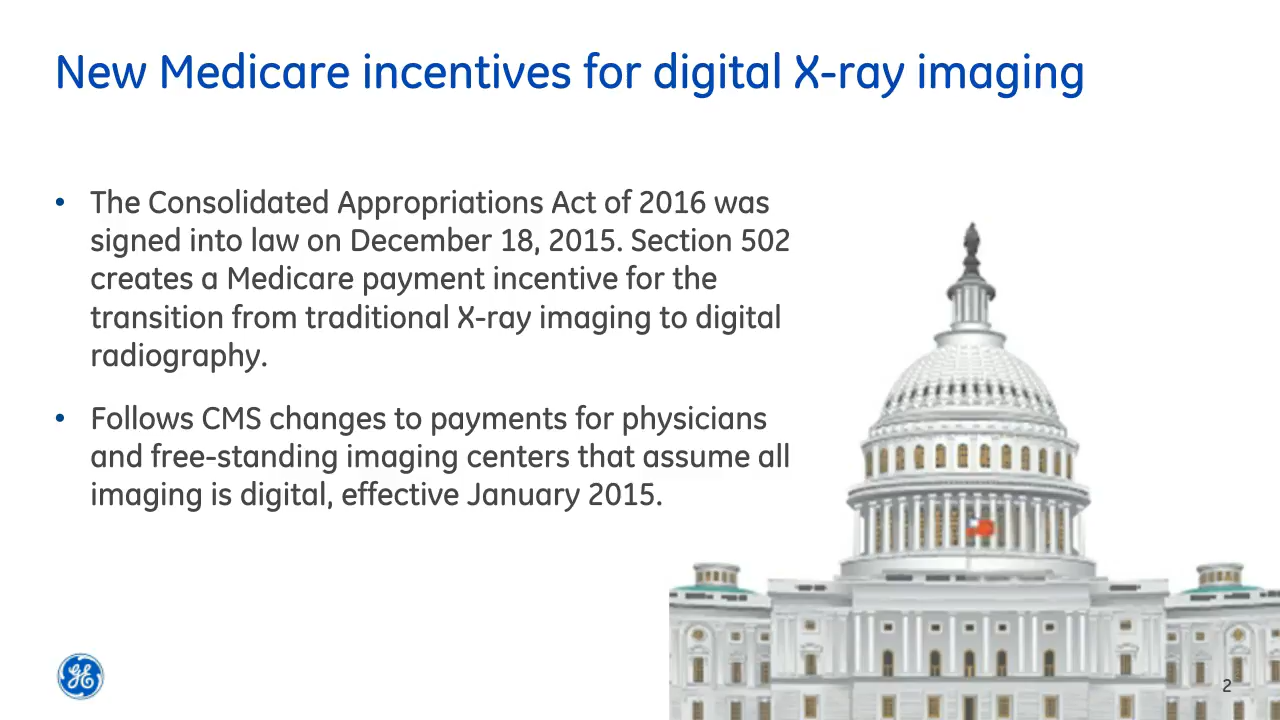 New Medicare incentives for digital X-ray imaging
• The Consolidated Appropriations Act of 2016 was
signed into law on December 18, 2015. Section 502
creates a Medicare payment incentive for the
transition from traditional X-ray imaging to digital
radiography.
• Follows CMS changes to payments for physicians
and free-standing imaging centers that assume all
imaging is digital, effective January 2015.
GE
2